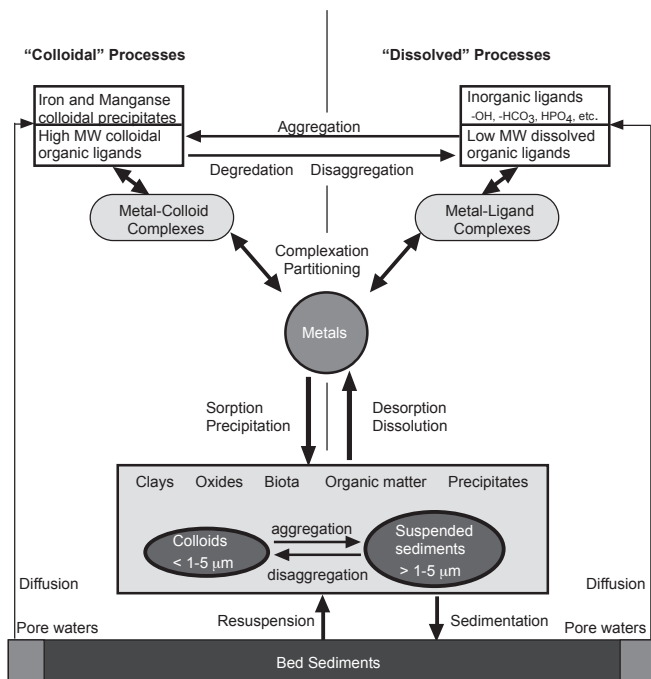 “Colloidal” Processes
“Dissolved” Processes
Iron and Manganse
colloidal precipitates
High MW colloidal
organic ligands
Inorganic ligands
-OH, -HCO3, HPO4, etc.
Low MW dissolved
organic ligands
Aggregation
Degredation Disaggregation
Metal-Colloid
Complexes
Metal-Ligand
Complexes
Complexation
Partitioning
Metals
Sorption
Precipitation
Desorption
Dissolution
Clays Oxides Biota Organic matter Precipitates
Colloids
< 1-5 μm
aggregation
disaggregation
Suspended
sediments
> 1-5 μm
Diffusion
Diffusion
Resuspension
Sedimentation
Pore waters
Pore waters
Bed Sediments